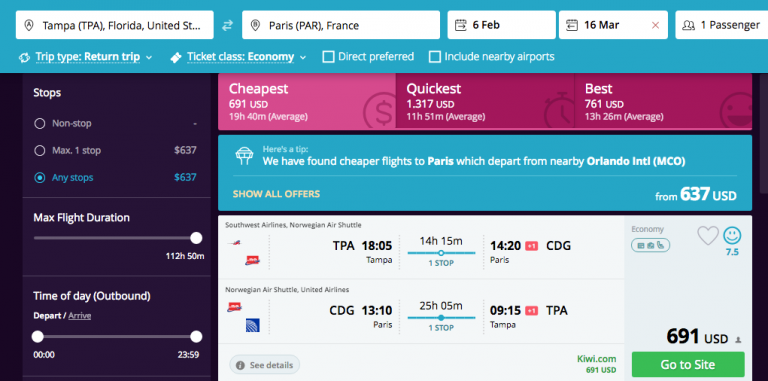 Tampa (TPA), Florida, United St...
Paris (PAR), France
6 Feb
16 Mar
1 Passenger
Trip type: Return trip
Ticket class: Economy
Direct preferred
Include nearby airports
Stops
Non-stop -
Max. 1 stop $637
Any stops $637
Max Flight Duration
112h 50m
Time of day (Outbound)
Depart / Arrive
00:00 23:59
Cheapest
691 USD
19h 40m (Average)
Quickest
1.317 USD
11h 51m (Average)
Best
761 USD
13h 26m (Average)
Here's a tip:
We have found cheaper flights to Paris which depart from nearby Orlando Intl (MCO)
SHOW ALL OFFERS
from 637 USD
Southwest Airlines, Norwegian Air Shuttle
TPA 18:05 14h 15m 14:20 +1 CDG
Tampa 1 STOP Paris
Norwegian Air Shuttle, United Airlines
CDG 13:10 25h 05m 09:15 +1 TPA
Paris 1 STOP Tampa
See details
Kiwi.com
691 USD
Economy
7.5
691 USD
Go to Site